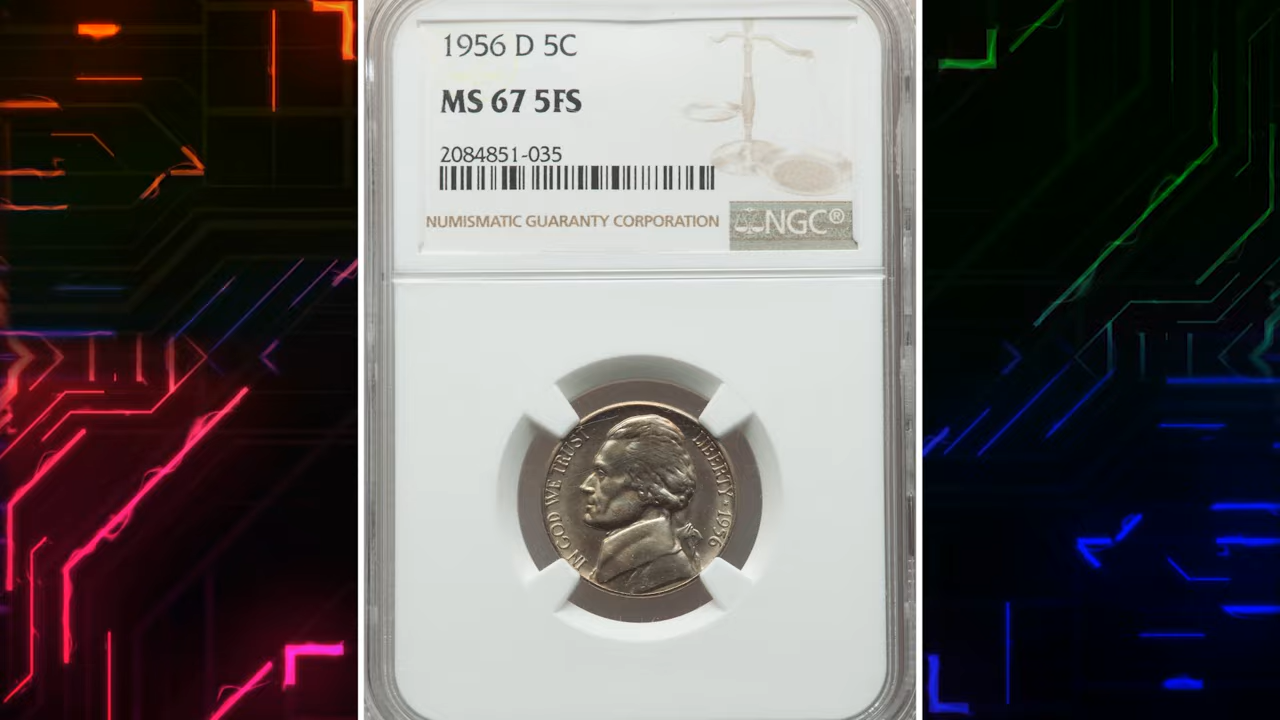 1956 D 5C
MS 67 5FS
2084851-035
NUMISMATIC GUARANTY CORPORATION
NGC®
IN GOD WE TRUST
LIBERTY ★ 1956